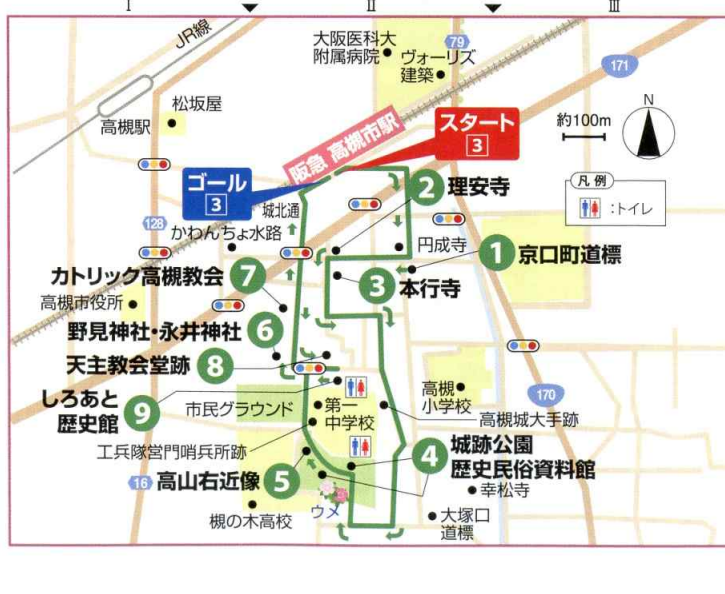 I
II
III
JR線
大阪医科大
附属病院
79
ヴォーリズ
建築
171
松坂屋
高槻駅
阪急 高槻市駅
スタート
3
約100m
N
凡例
:トイレ
ゴール
3
城北通
2 理安寺
128
かわんちょ水路
円成寺
1 京口町道標
カトリック高槻教会 7
3 本行寺
高槻市役所
野見神社・永井神社 6
天主教会堂跡 8
しろあと
歴史館 9
市民グラウンド
第一
中学校
高槻
小学校
170
高槻城大手跡
工兵隊営門哨兵所跡
4 城跡公園
歴史民俗資料館
16
高山右近像 5
幸松寺
ウメ
槻の木高校
大塚口
道標